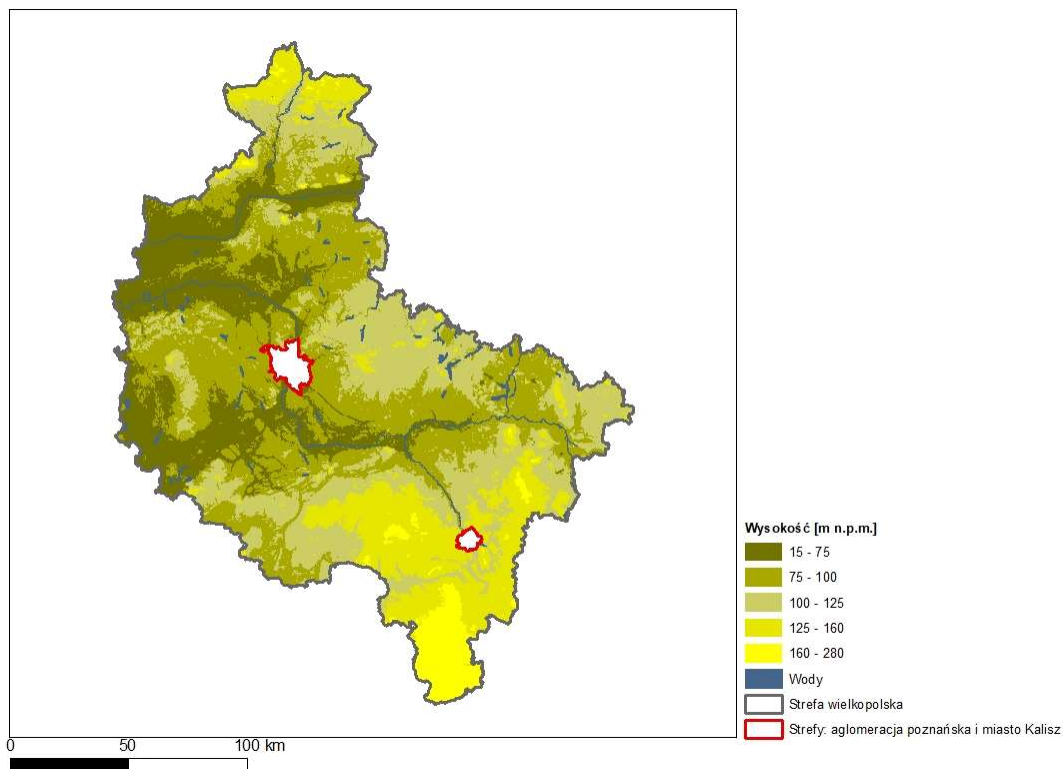 Wysokość [m n.p.m.]
15 - 75
75 - 100
100 - 125
125 - 160
160 - 280
Wody
Strefa wielkopolska
Strefy: aglomeracja poznańska i miasto Kalisz
0 50 100 km